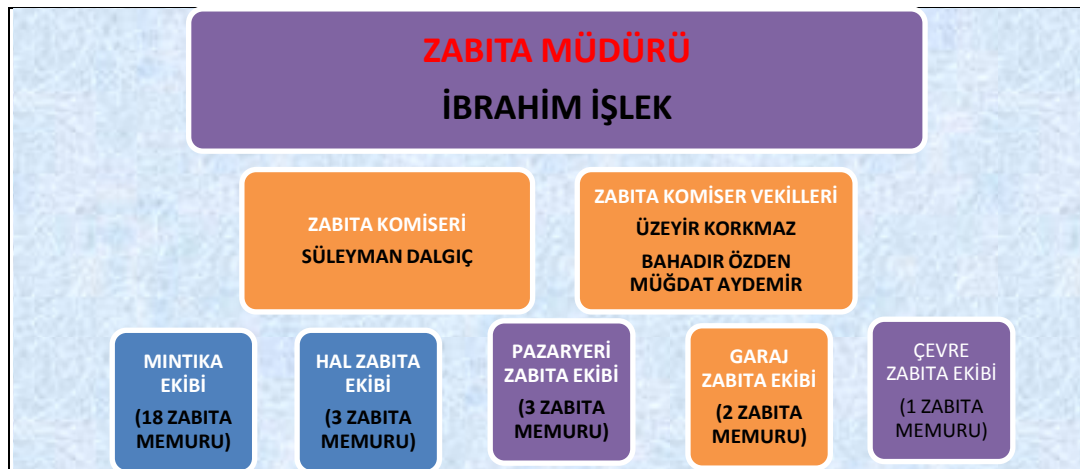 ZABITA MÜDÜRÜ
İBRAHİM İŞLEK
ZABITA KOMİSERİ
SÜLEYMAN DALGIÇ
ZABITA KOMİSER VEKİLLERİ
ÜZEYİR KORKMAZ
BAHADIR ÖZDEN
MÜĞDAT AYDEMİR
MINTIKA
EKİBİ
(18 ZABITA
MEMURU)
HAL ZABITA
EKİBİ
(3 ZABITA
MEMURU)
PAZARYERİ
ZABITA EKİBİ
(3 ZABITA
MEMURU)
GARAJ
ZABITA EKİBİ
(2 ZABITA
MEMURU)
ÇEVRE
ZABITA EKİBİ
(1 ZABITA
MEMURU)